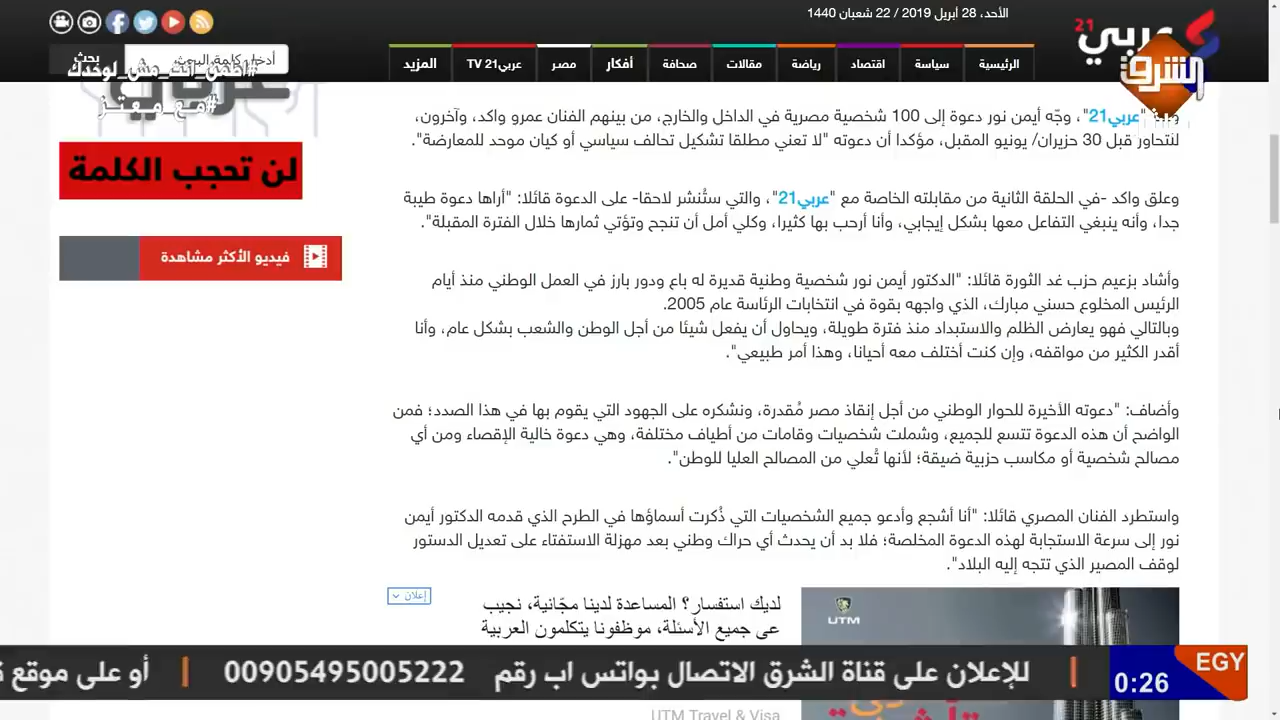 الأحد، 28 أبريل 2019 / 22 شعبان 1440
عربي 21
الشرق
الرئيسية
سياسة
اقتصاد
رياضة
مقالات
صحافة
أفكار
مصر
عربي21 TV
المزيد
أدخل كلمة البحث
بحث
#اطمن_انت_مش_لوحدك
#مع_معتز
لن تحجب الكلمة
فيديو الأكثر مشاهدة
"عربي21"، وجّه أيمن نور دعوة إلى 100 شخصية مصرية في الداخل والخارج، من بينهم الفنان عمرو واكد، وآخرون،
للتحاور قبل 30 حزيران/ يونيو المقبل، مؤكدا أن دعوته "لا تعني مطلقا تشكيل تحالف سياسي أو كيان موحد للمعارضة".
وعلق واكد -في الحلقة الثانية من مقابلته الخاصة مع "عربي21"، والتي ستُنشر لاحقا- على الدعوة قائلا: "أراها دعوة طيبة
جدا، وأنه ينبغي التفاعل معها بشكل إيجابي، وأنا أرحب بها كثيرا، وكلي أمل أن تنجح وتؤتي ثمارها خلال الفترة المقبلة".
وأشاد بزعيم حزب غد الثورة قائلا: "الدكتور أيمن نور شخصية وطنية قديرة له باع ودور بارز في العمل الوطني منذ أيام
الرئيس المخلوع حسني مبارك، الذي واجهه بقوة في انتخابات الرئاسة عام 2005.
وبالتالي فهو يعارض الظلم والاستبداد منذ فترة طويلة، ويحاول أن يفعل شيئا من أجل الوطن والشعب بشكل عام، وأنا
أقدر الكثير من مواقفه، وإن كنت أختلف معه أحيانا، وهذا أمر طبيعي".
وأضاف: "دعوته الأخيرة للحوار الوطني من أجل إنقاذ مصر مُقدرة، ونشكره على الجهود التي يقوم بها في هذا الصدد؛ فمن
الواضح أن هذه الدعوة تتسع للجميع، وشملت شخصيات وقامات من أطياف مختلفة، وهي دعوة خالية الإقصاء ومن أي
مصالح شخصية أو مكاسب حزبية ضيقة؛ لأنها تُعلي من المصالح العليا للوطن".
واستطرد الفنان المصري قائلا: "أنا أشجع وأدعو جميع الشخصيات التي ذُكرت أسماؤها في الطرح الذي قدمه الدكتور أيمن
نور إلى سرعة الاستجابة لهذه الدعوة المخلصة؛ فلا بد أن يحدث أي حراك وطني بعد مهزلة الاستفتاء على تعديل الدستور
لوقف المصير الذي تتجه إليه البلاد".
إعلان
لديك استفسار؟ المساعدة لدينا مجّانية، نجيب
عى جميع الأسئلة، موظفونا يتكلمون العربية
UTM
UTM Travel & Visa
للإعلان على قناة الشرق الاتصال بواتس اب رقم 00905495005222 | أو على موقع
EGY
0:26